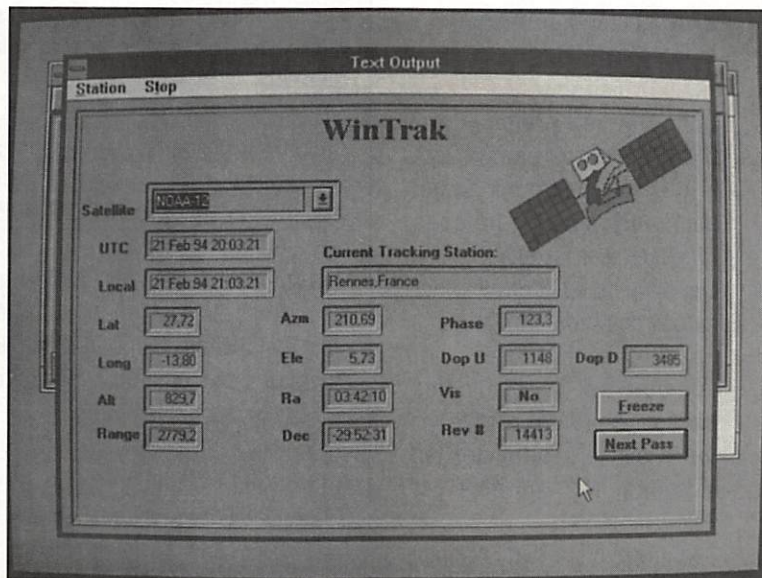 Text Output
Station Stop
WinTrak
Satellite NOAA-12
UTC 21 Feb 94 20:03:21
Current Tracking Station:
Local 21 Feb 94 21:03:21 Rennes,France
Lat 27,72 Azm 210,69 Phase 123,3
Long -13,80 Ele 5,73 Dop U 1148 Dop D 3485
Alt 829,7 Ra 03:42:10 Vis No Freeze
Range 2779,2 Dec -29:52:31 Rev # 14413 Next Pass